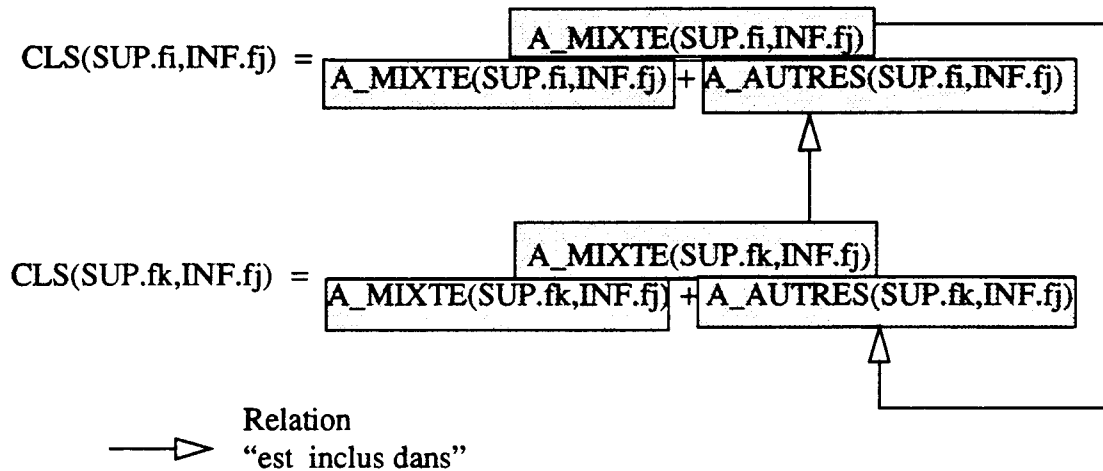 A_MIXTE(SUP.fi,INF.fj)
CLS(SUP.fi,INF.fj) =
A_MIXTE(SUP.fi,INF.fj) + A_AUTRES(SUP.fi,INF.fj)
A_MIXTE(SUP.fk,INF.fj)
CLS(SUP.fk,INF.fj) =
A_MIXTE(SUP.fk,INF.fj) + A_AUTRES(SUP.fk,INF.fj)
Relation
“est inclus dans”